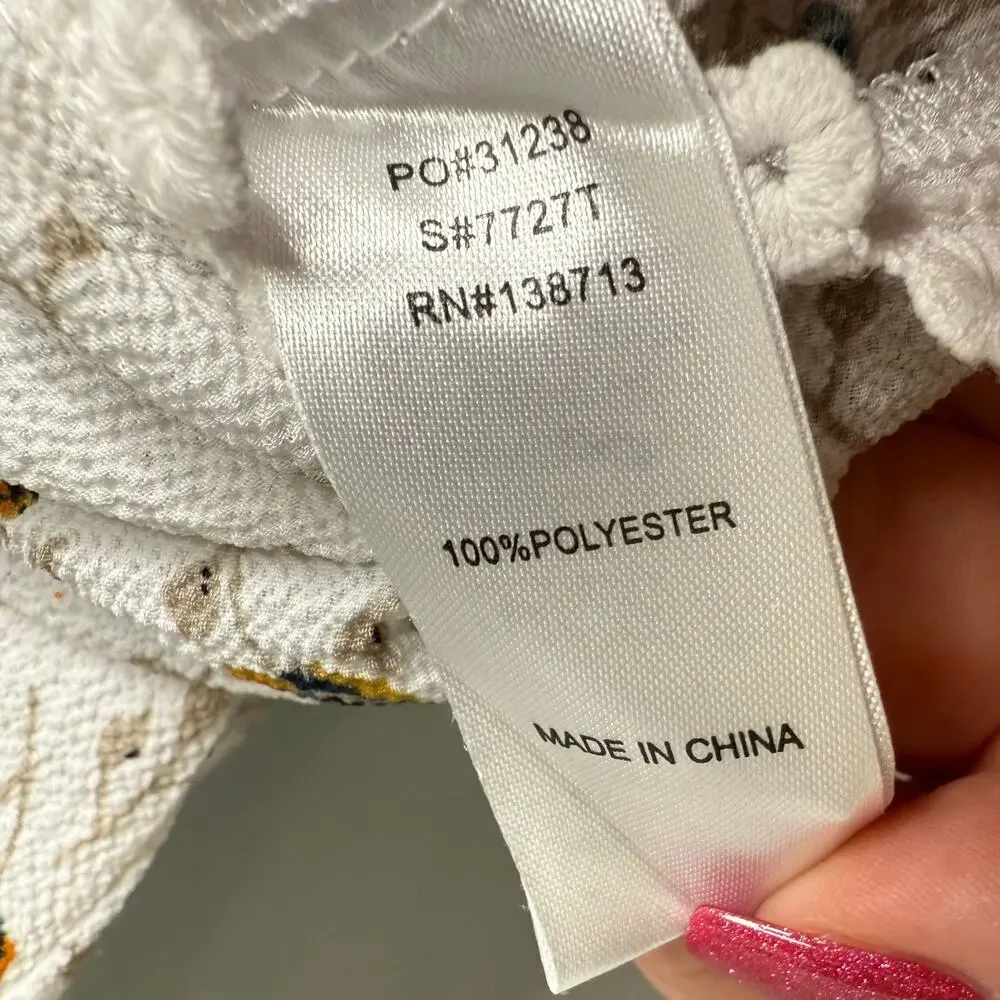 PO#31238
S#7727T
RN#138713
100%POLYESTER
MADE IN CHINA